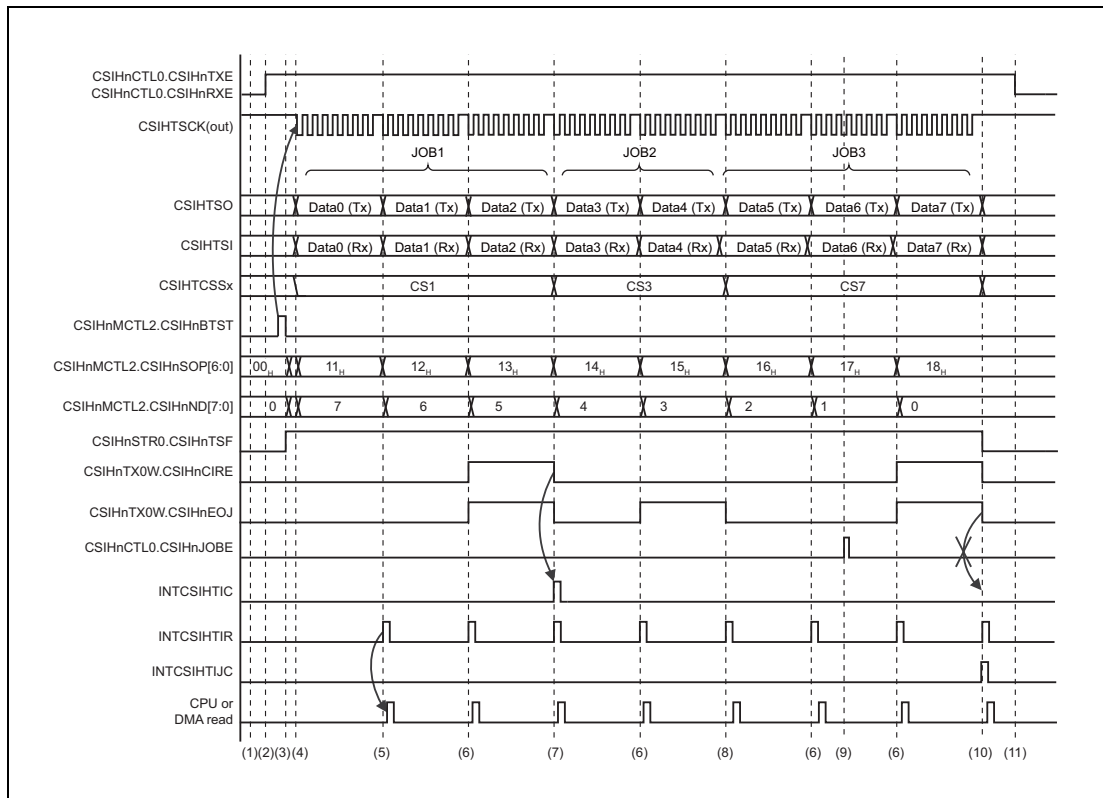 CSIHnCTL0.CSIHnTXE
CSIHnCTL0.CSIHnRXE
CSIHTSCK(out)
JOB1 JOB2 JOB3
CSIHTSO Data0 (Tx) Data1 (Tx) Data2 (Tx) Data3 (Tx) Data4 (Tx) Data5 (Tx) Data6 (Tx) Data7 (Tx)
CSIHTSI Data0 (Rx) Data1 (Rx) Data2 (Rx) Data3 (Rx) Data4 (Rx) Data5 (Rx) Data6 (Rx) Data7 (Rx)
CSIHTCSSx CS1 CS3 CS7
CSIHnMCTL2.CSIHnBTST
CSIHnMCTL2.CSIHnSOP[6:0] 00H 11H 12H 13H 14H 15H 16H 17H 18H
CSIHnMCTL2.CSIHnND[7:0] 0 7 6 5 4 3 2 1 0
CSIHnSTR0.CSIHnTSF
CSIHnTX0W.CSIHnCIRE
CSIHnTX0W.CSIHnEOJ
CSIHnCTL0.CSIHnJOBE
INTCSIHTIC
INTCSIHTIR
INTCSIHTIJC
CPU or
DMA read
(1) (2) (3) (4) (5) (6) (7) (6) (8) (6) (9) (6) (10) (11)